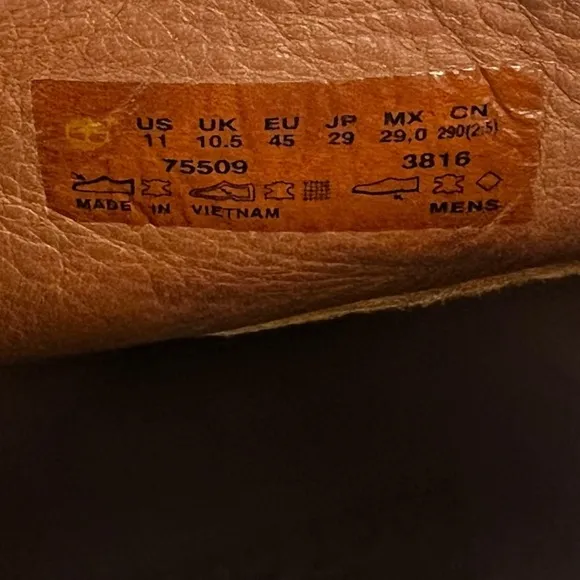 US UK EU JP MX CN
11 10.5 45 29 29,0 290(2.5)
75509 3816
MADE IN VIETNAM MENS